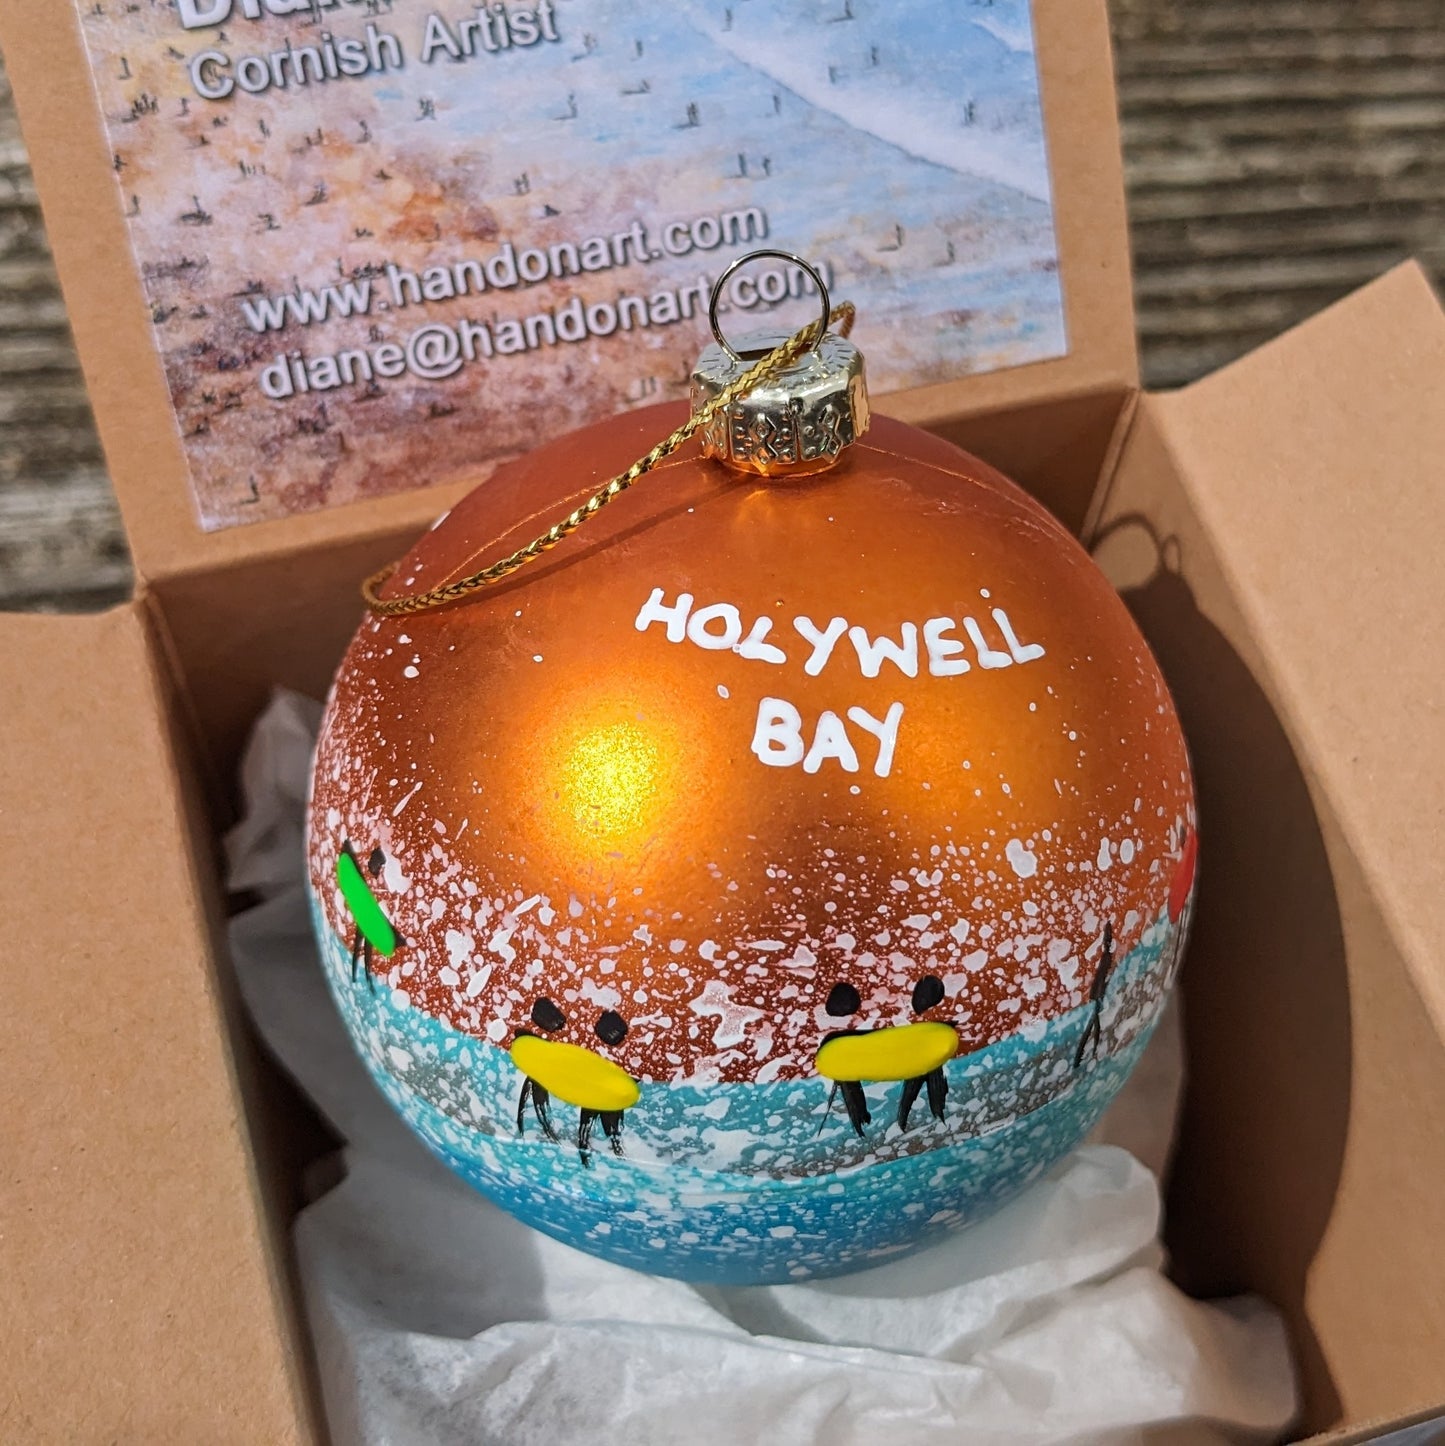 Cornish Artist
www.handonart.com
diane@handonart.com
HOLYWELL
BAY